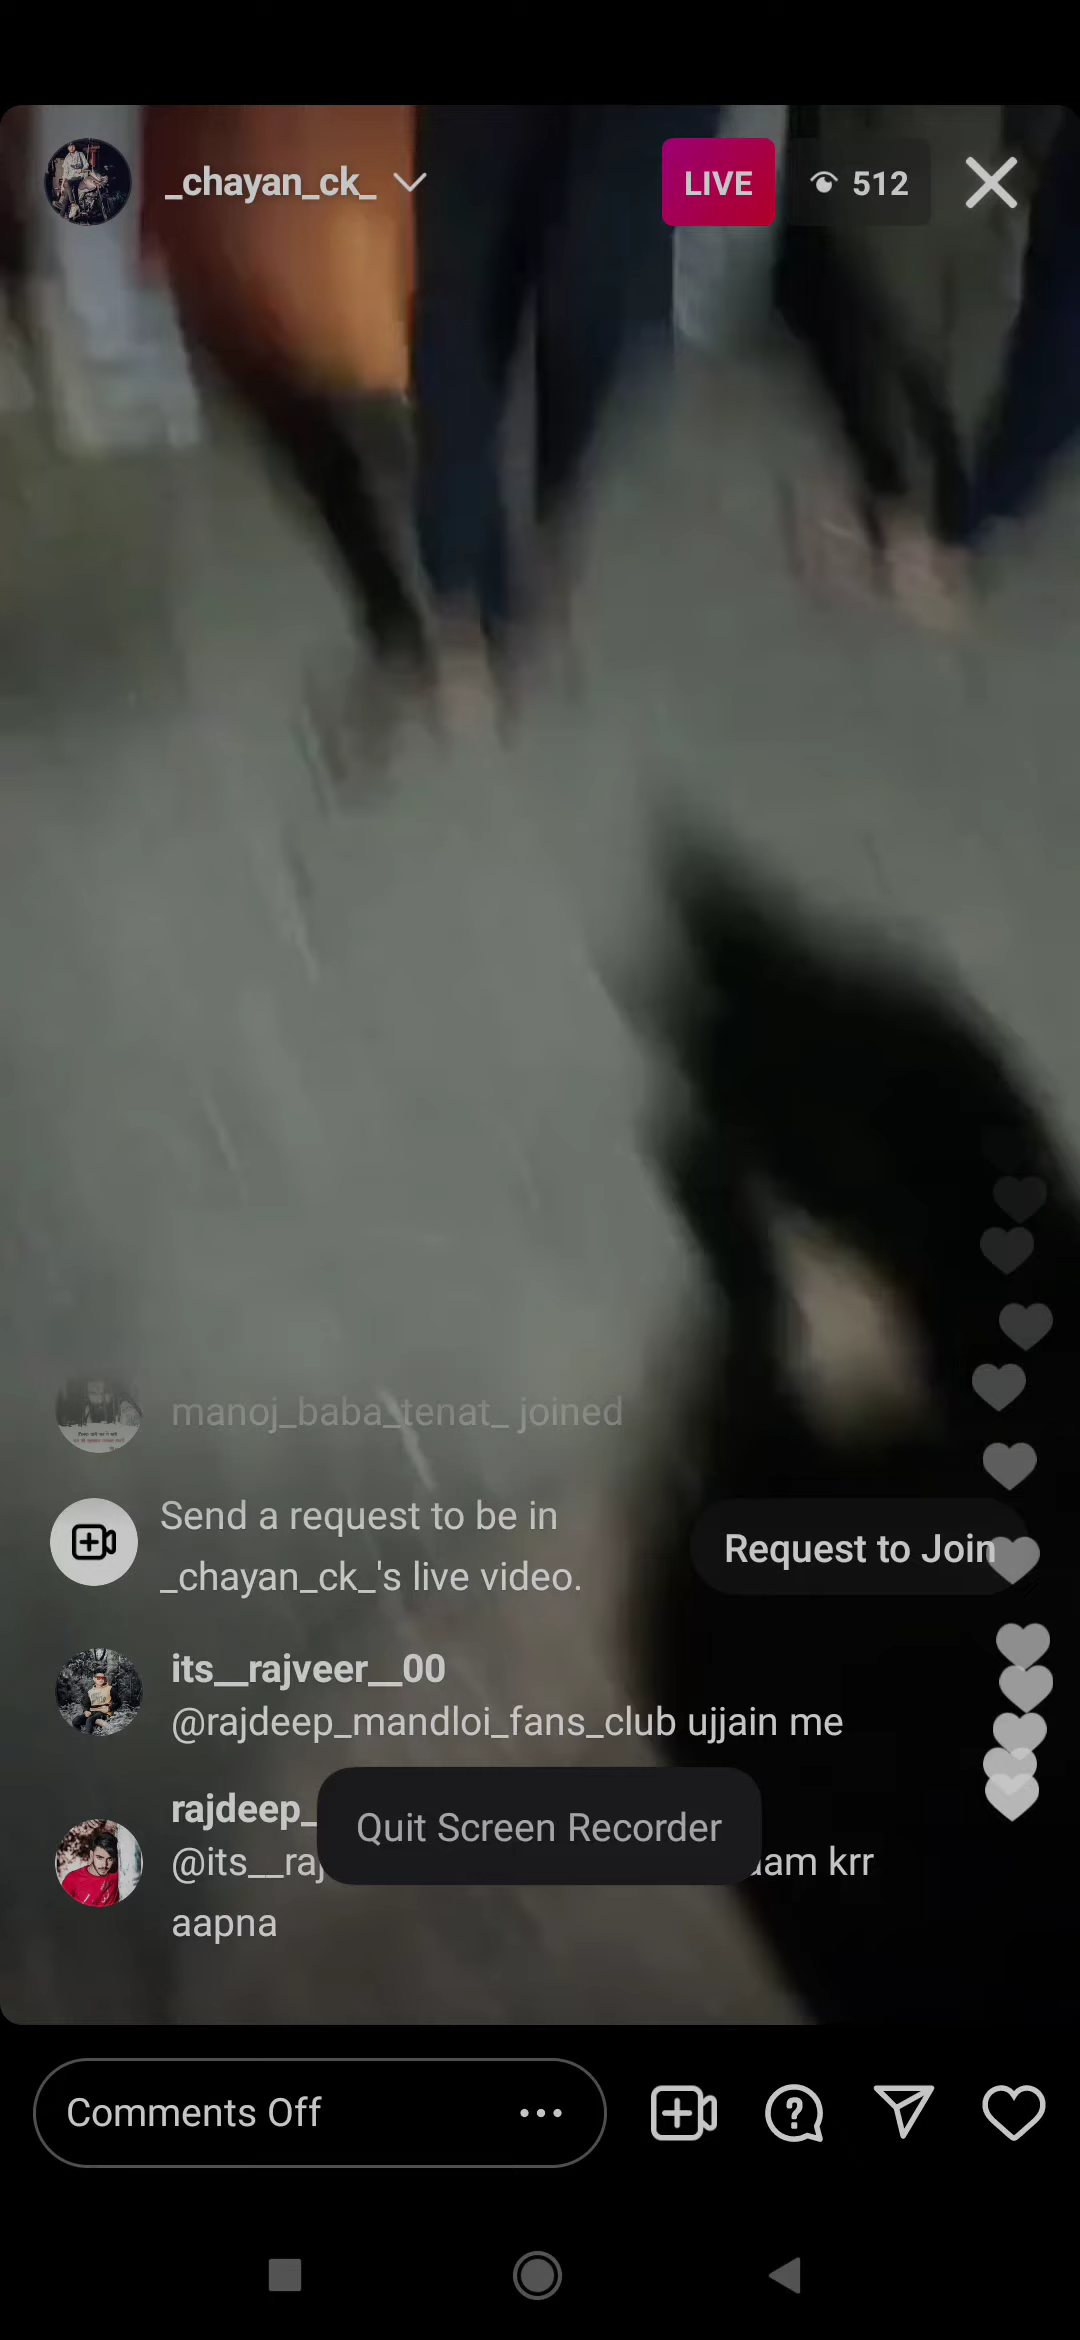 _chayan_ck_
LIVE
512
manoj_baba_tenat_ joined
Send a request to be in
_chayan_ck_'s live video.
Request to Join
its__rajveer__00
@rajdeep_mandloi_fans_club ujjain me
rajdeep_
@its__raj
krr
Quit Screen Recorder
aapna
Comments Off